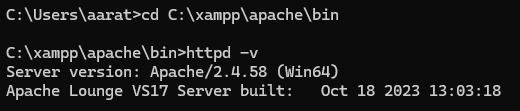 C:\Users\aarat>cd C:\xampp\apache\bin
C:\xampp\apache\bin>httpd -v
Server version: Apache/2.4.58 (Win64)
Apache Lounge VS17 Server built:   Oct 18 2023 13:03:18